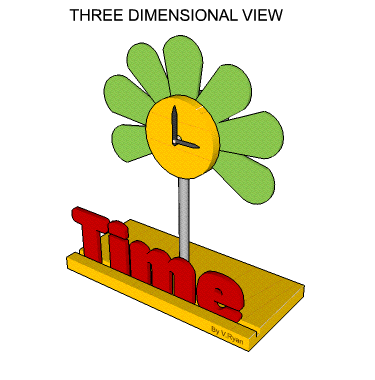 THREE DIMENSIONAL VIEW
Time
By V.Ryan